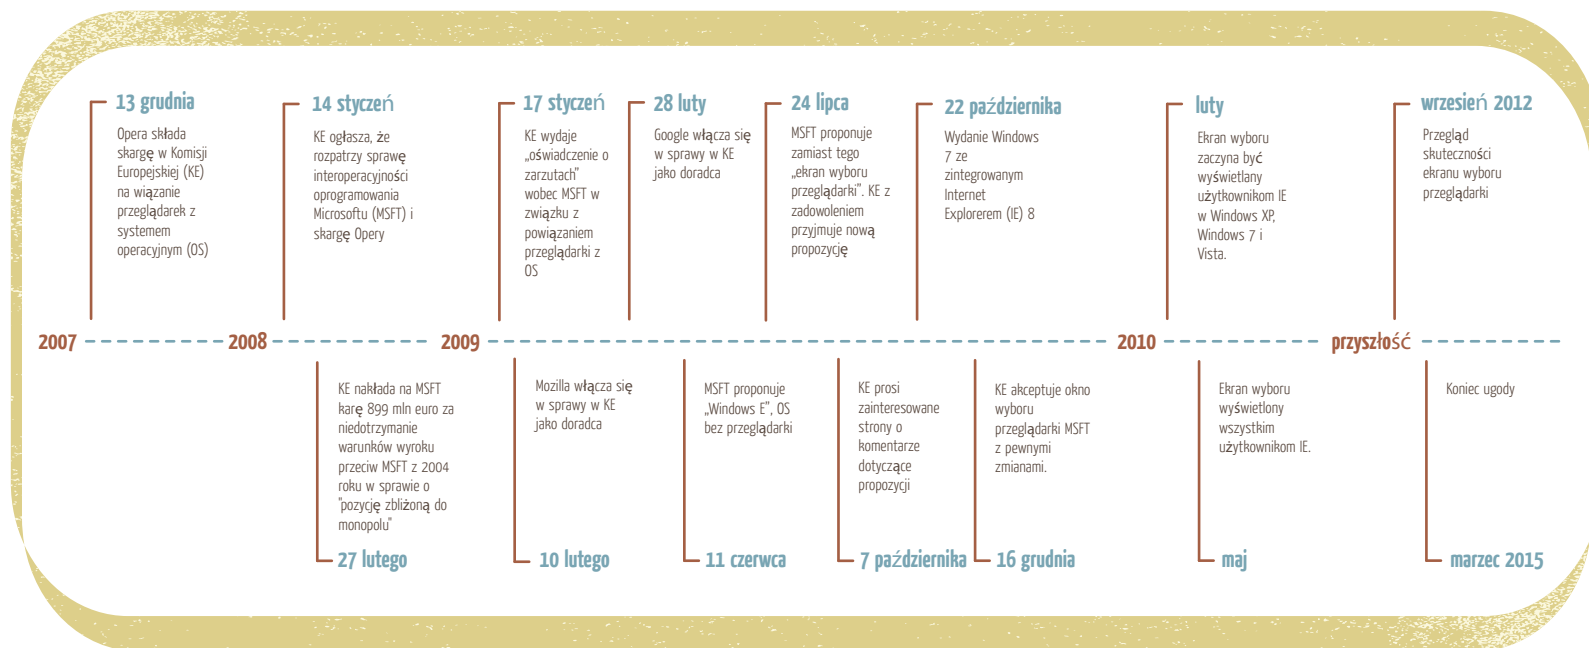 13 grudnia
Opera składa
skargę w Komisji
Europejskiej (KE)
na wiązanie
przeglądarek z
systemem
operacyjnym (OS)
14 styczeń
KE ogłasza, że
rozpatrzy sprawę
interoperacyjności
oprogramowania
Microsoftu (MSFT) i
skargę Opery
17 styczeń
KE wydaje
„oświadczenie o
zarzutach”
wobec MSFT w
związku z
powiązaniem
przeglądarki z
OS
28 luty
Google włącza się
w sprawy w KE
jako doradca
24 lipca
MSFT proponuje
zamiast tego
„ekran wyboru
przeglądarki”. KE z
zadowoleniem
przyjmuje nową
propozycję
22 października
Wydanie Windows
7 ze
zintegrowanym
Internet
Explorerem (IE) 8
luty
Ekran wyboru
zaczyna być
wyświetlany
użytkownikom IE
w Windows XP,
Windows 7 i
Vista.
wrzesień 2012
Przegląd
skuteczności
ekranu wyboru
przeglądarki
2007
2008
2009
2010
przyszłość
KE nakłada na MSFT
karę 899 mln euro za
niedotrzymanie
warunków wyroku
przeciw MSFT z 2004
roku w sprawie o
"pozycję zbliżoną do
monopolu"
27 lutego
Mozilla włącza się
w sprawy w KE
jako doradca
10 lutego
MSFT proponuje
„Windows E”, OS
bez przeglądarki
11 czerwca
KE prosi
zainteresowane
strony o
komentarze
dotyczące
propozycji
7 października
KE akceptuje okno
wyboru
przeglądarki MSFT
z pewnymi
zmianami.
16 grudnia
Ekran wyboru
wyświetlony
wszystkim
użytkownikom IE.
maj
Koniec ugody
marzec 2015